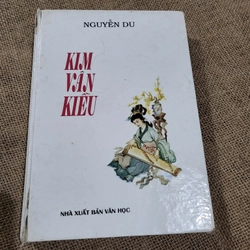 NGUYỄN DU
KIM
VÂN
KIỀU
NHÀ XUẤT BẢN VĂN HỌC